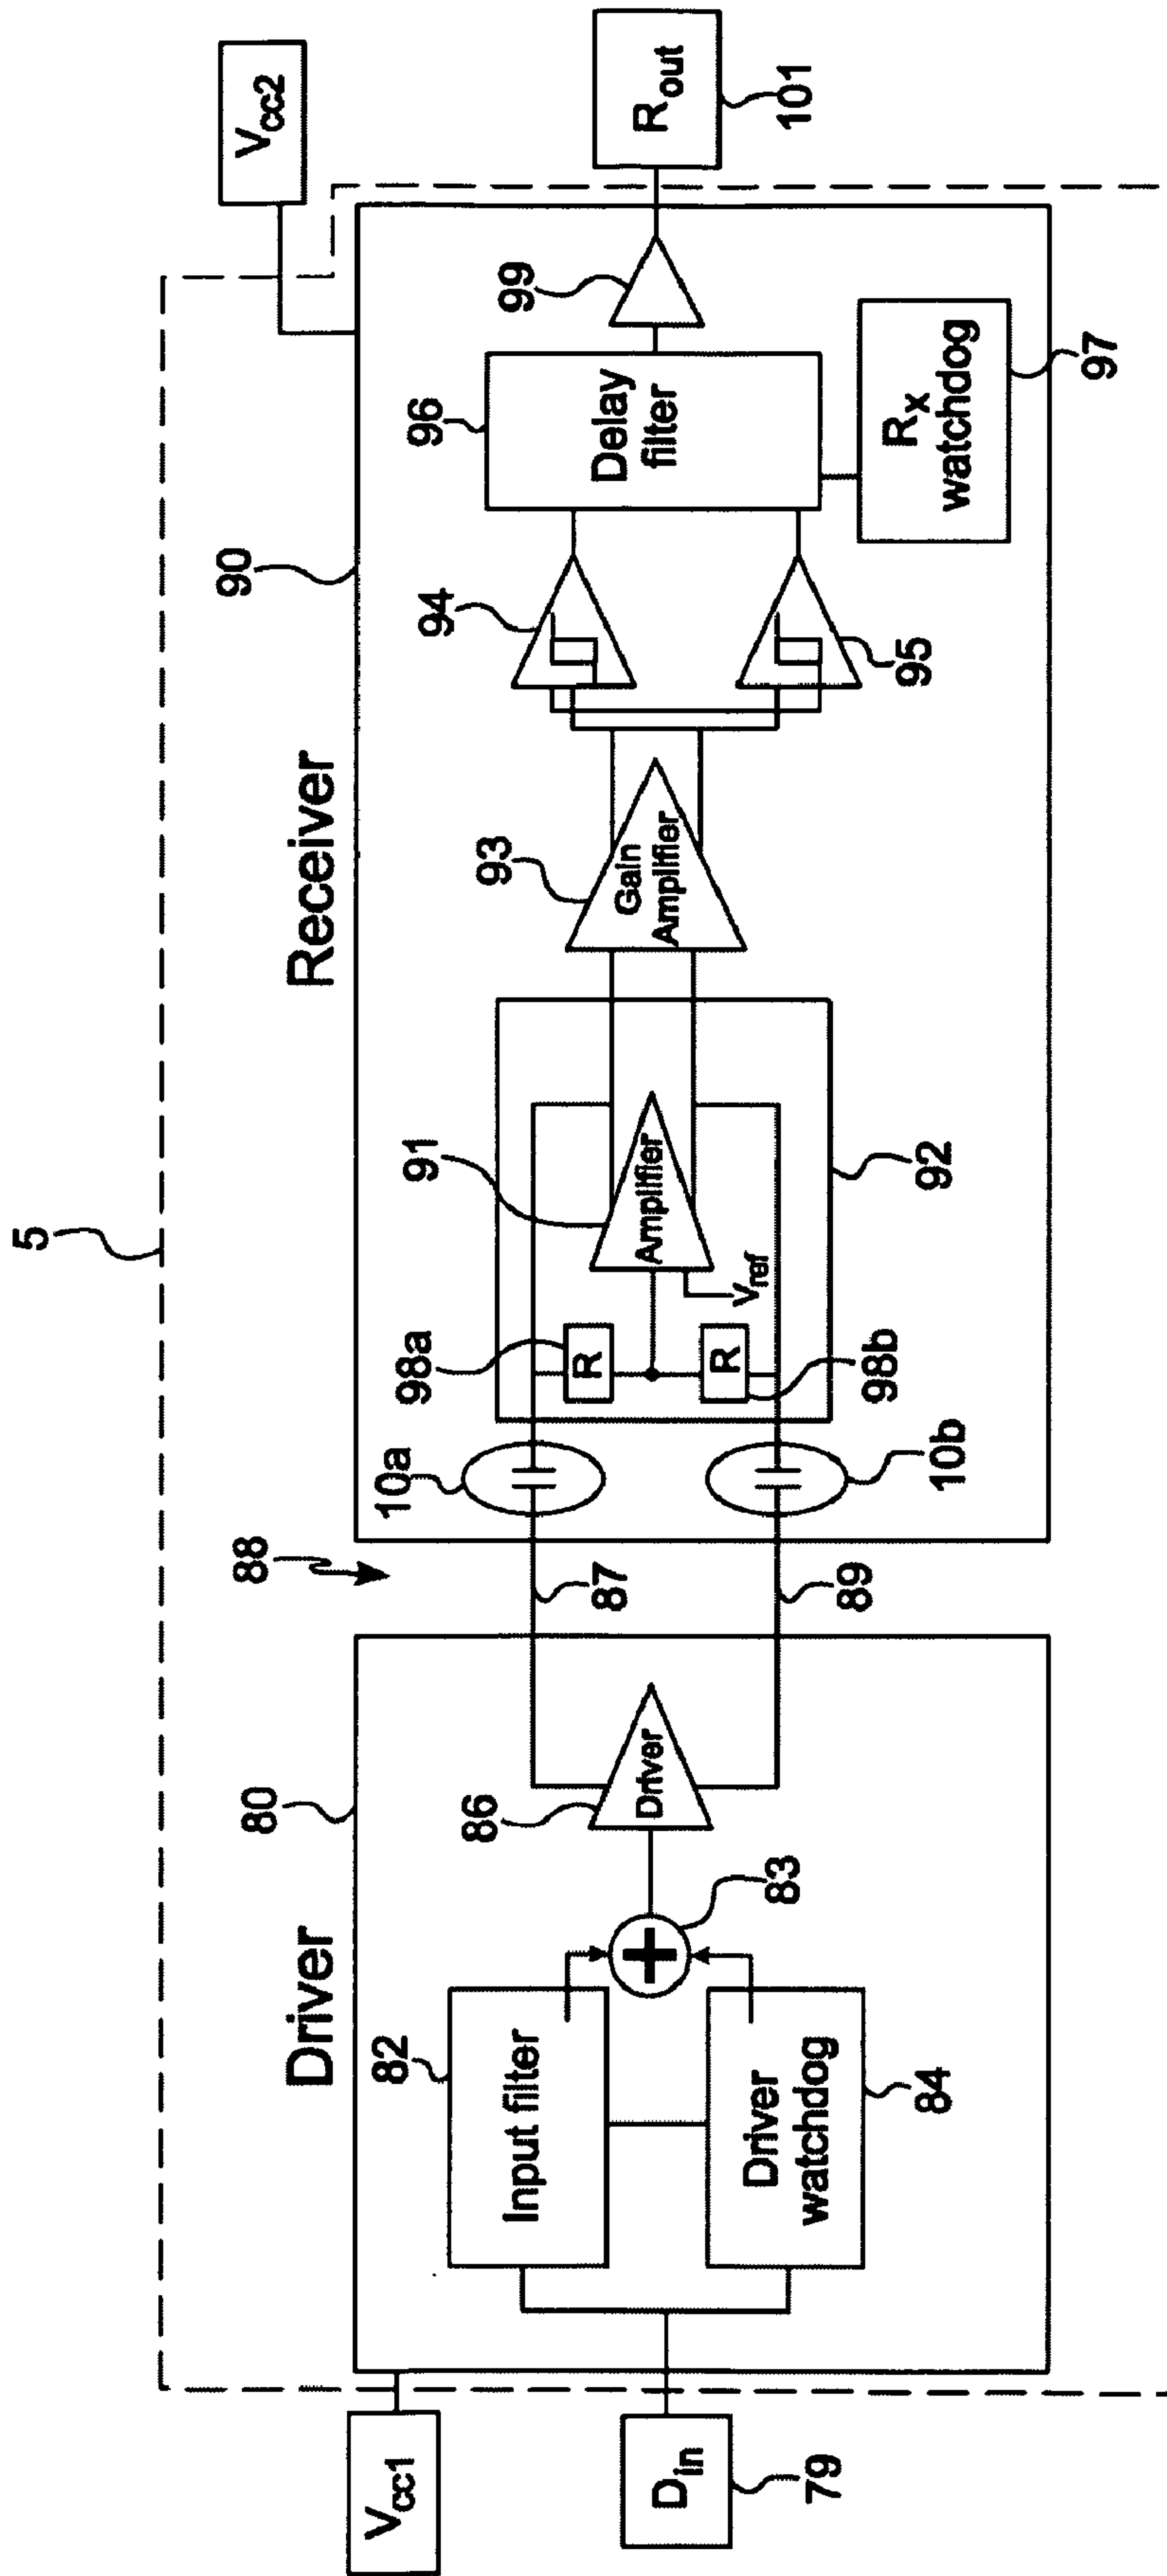 5
Driver
Receiver
80
88
90
Vcc1
Vcc2
Din
79
Input filter
82
Driver
watchdog
84
83
Driver
86
87
89
10a
10b
98a
R
R
98b
Vref
Amplifier
91
92
Gain
Amplifier
93
94
95
Delay
filter
96
Rx
watchdog
97
99
Rout
101